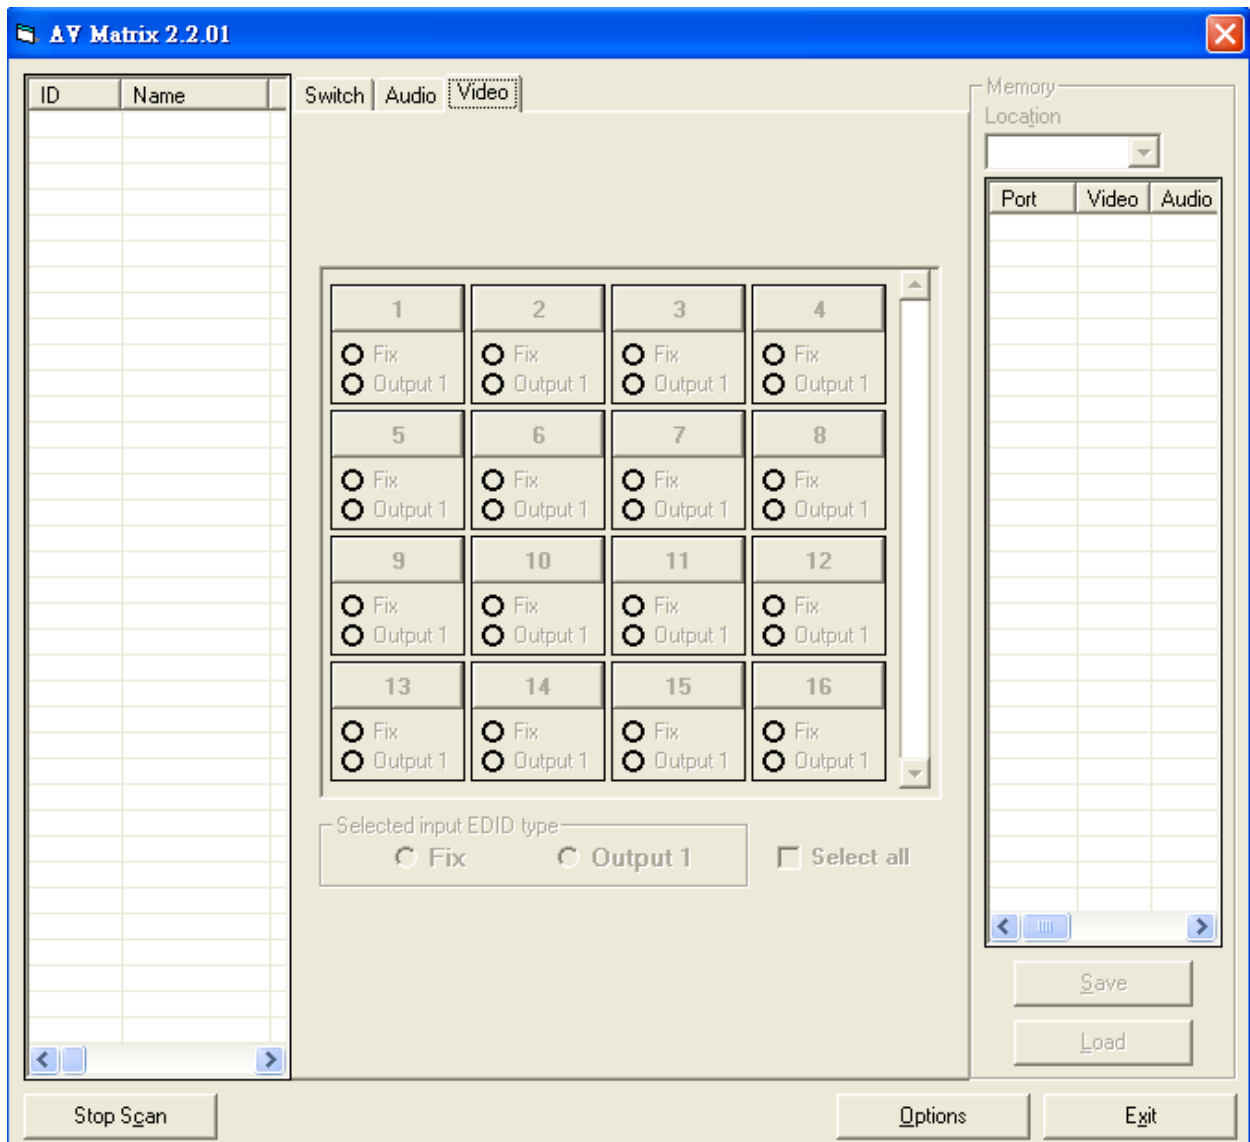 AV Matrix 2.2.01
ID Name
Switch Audio Video
Memory
Location
Port Video Audio
1 2 3 4
Fix Fix Fix Fix
Output 1 Output 1 Output 1 Output 1
5 6 7 8
Fix Fix Fix Fix
Output 1 Output 1 Output 1 Output 1
9 10 11 12
Fix Fix Fix Fix
Output 1 Output 1 Output 1 Output 1
13 14 15 16
Fix Fix Fix Fix
Output 1 Output 1 Output 1 Output 1
Selected input EDID type
Fix Output 1 Select all
Save
Load
Stop Scan Options Exit